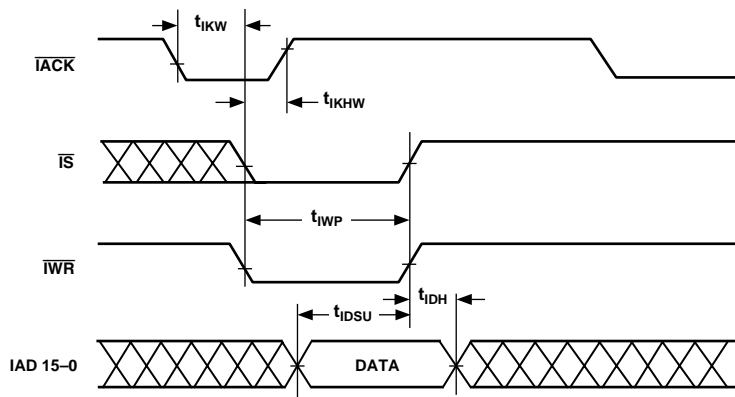 tIKW
IACK
tIKHW
IS
tIWP
IWR
tIDH
tIDSU
IAD 15–0
DATA